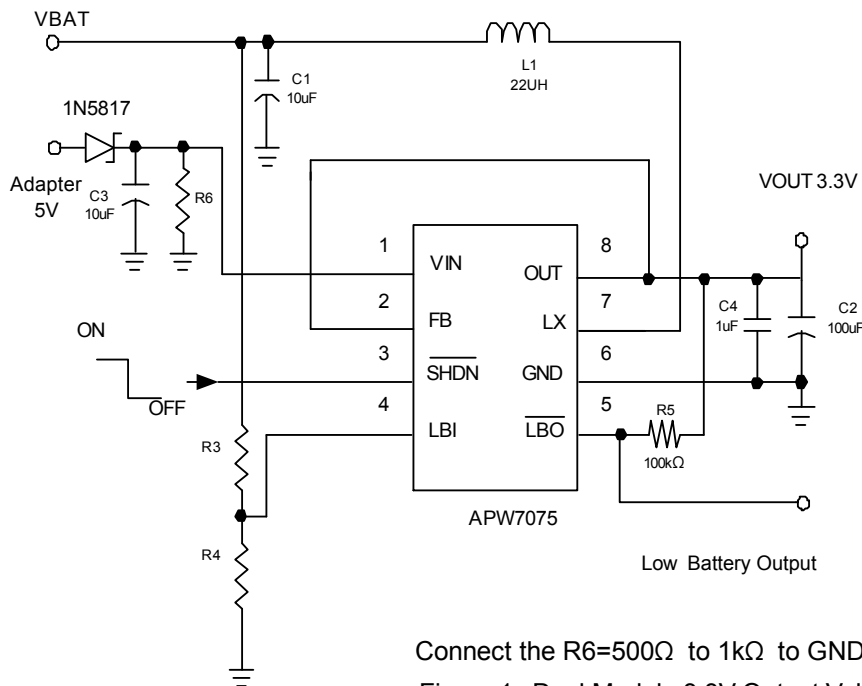 VBAT
L1
22UH
C1
10uF
1N5817
Adapter
5V
C3
10uF
R6
VOUT 3.3V
1
VIN
8
OUT
2
FB
7
LX
C4
1uF
C2
100uF
ON
OFF
3
SHDN
6
GND
4
LBI
5
LBO
R5
100kΩ
R3
APW7075
R4
Low Battery Output
Connect the R6=500Ω to 1kΩ to GND